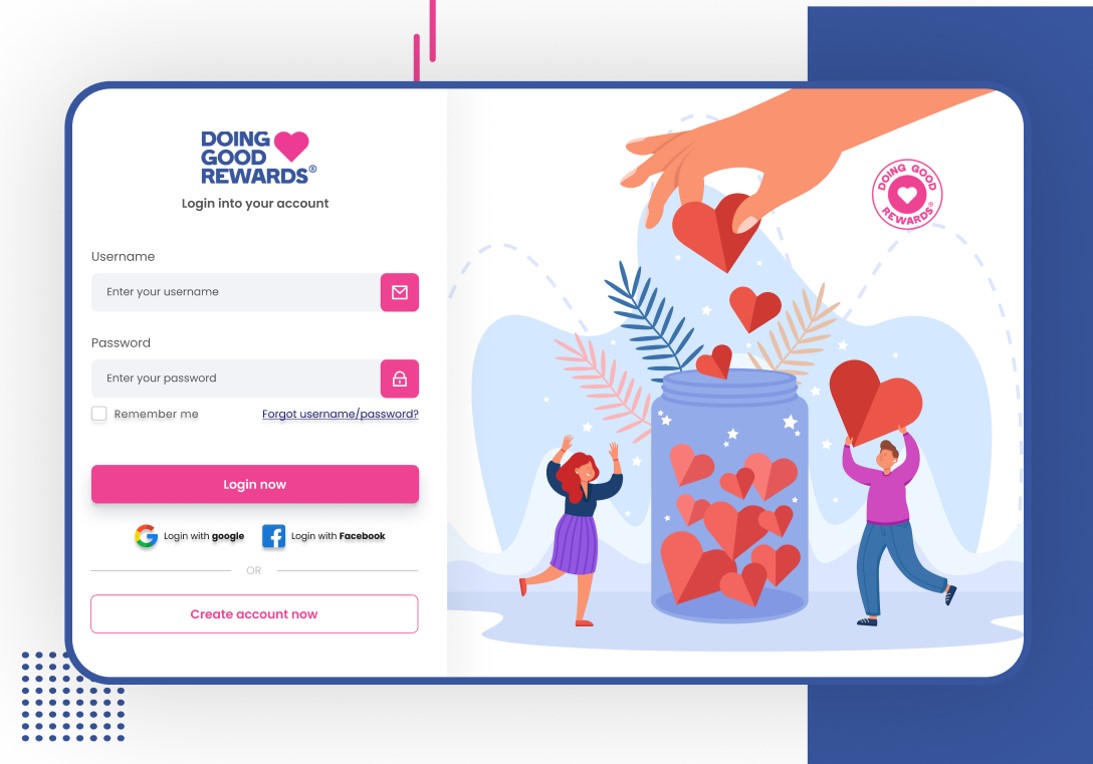 DOING
GOOD
REWARDS®
Login into your account
Username
Enter your username
Password
Enter your password
Remember me
Forgot username/password?
Login now
Login with google
Login with Facebook
OR
Create account now
DOING GOOD
REWARDS®